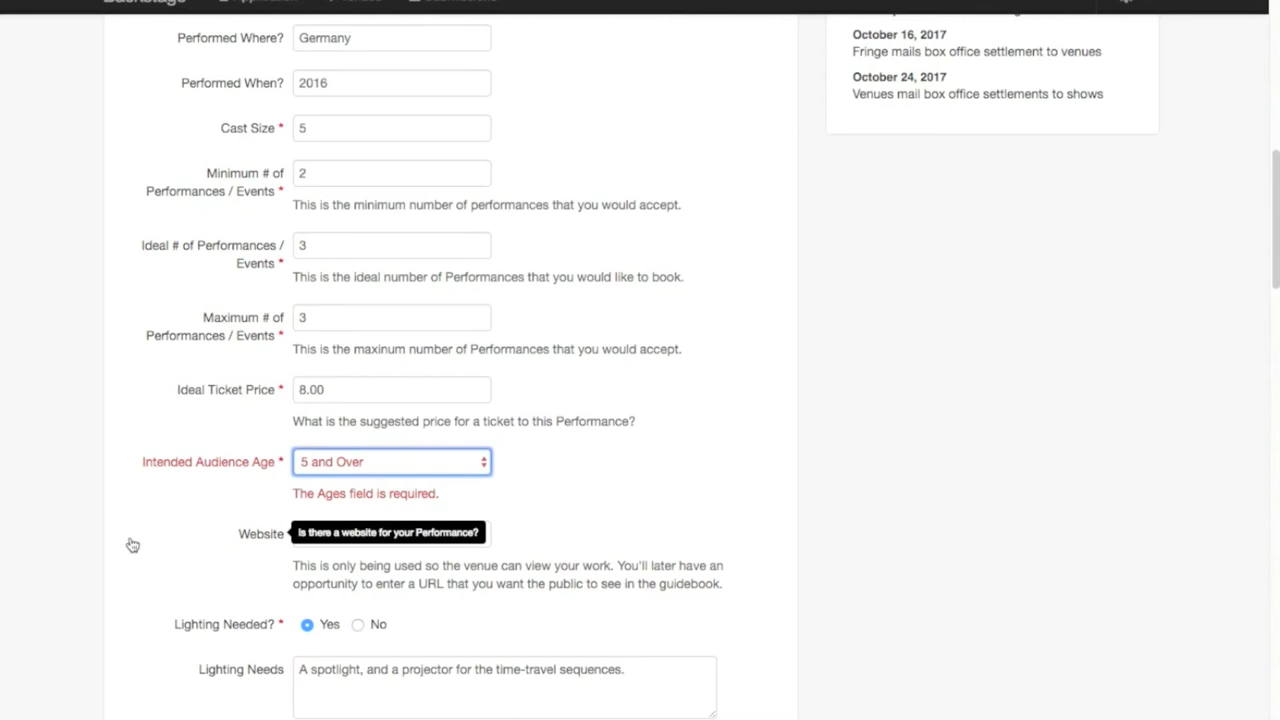 Backstage
Performed Where? Germany
Performed When? 2016
Cast Size * 5
Minimum # of
Performances / Events * 2
This is the minimum number of performances that you would accept.
Ideal # of Performances /
Events * 3
This is the ideal number of Performances that you would like to book.
Maximum # of
Performances / Events * 3
This is the maxinum number of Performances that you would accept.
Ideal Ticket Price * 8.00
What is the suggested price for a ticket to this Performance?
Intended Audience Age * 5 and Over
The Ages field is required.
Website Is there a website for your Performance?
This is only being used so the venue can view your work. You'll later have an
opportunity to enter a URL that you want the public to see in the guidebook.
Lighting Needed? * Yes No
Lighting Needs A spotlight, and a projector for the time-travel sequences.
October 16, 2017
Fringe mails box office settlement to venues
October 24, 2017
Venues mail box office settlements to shows